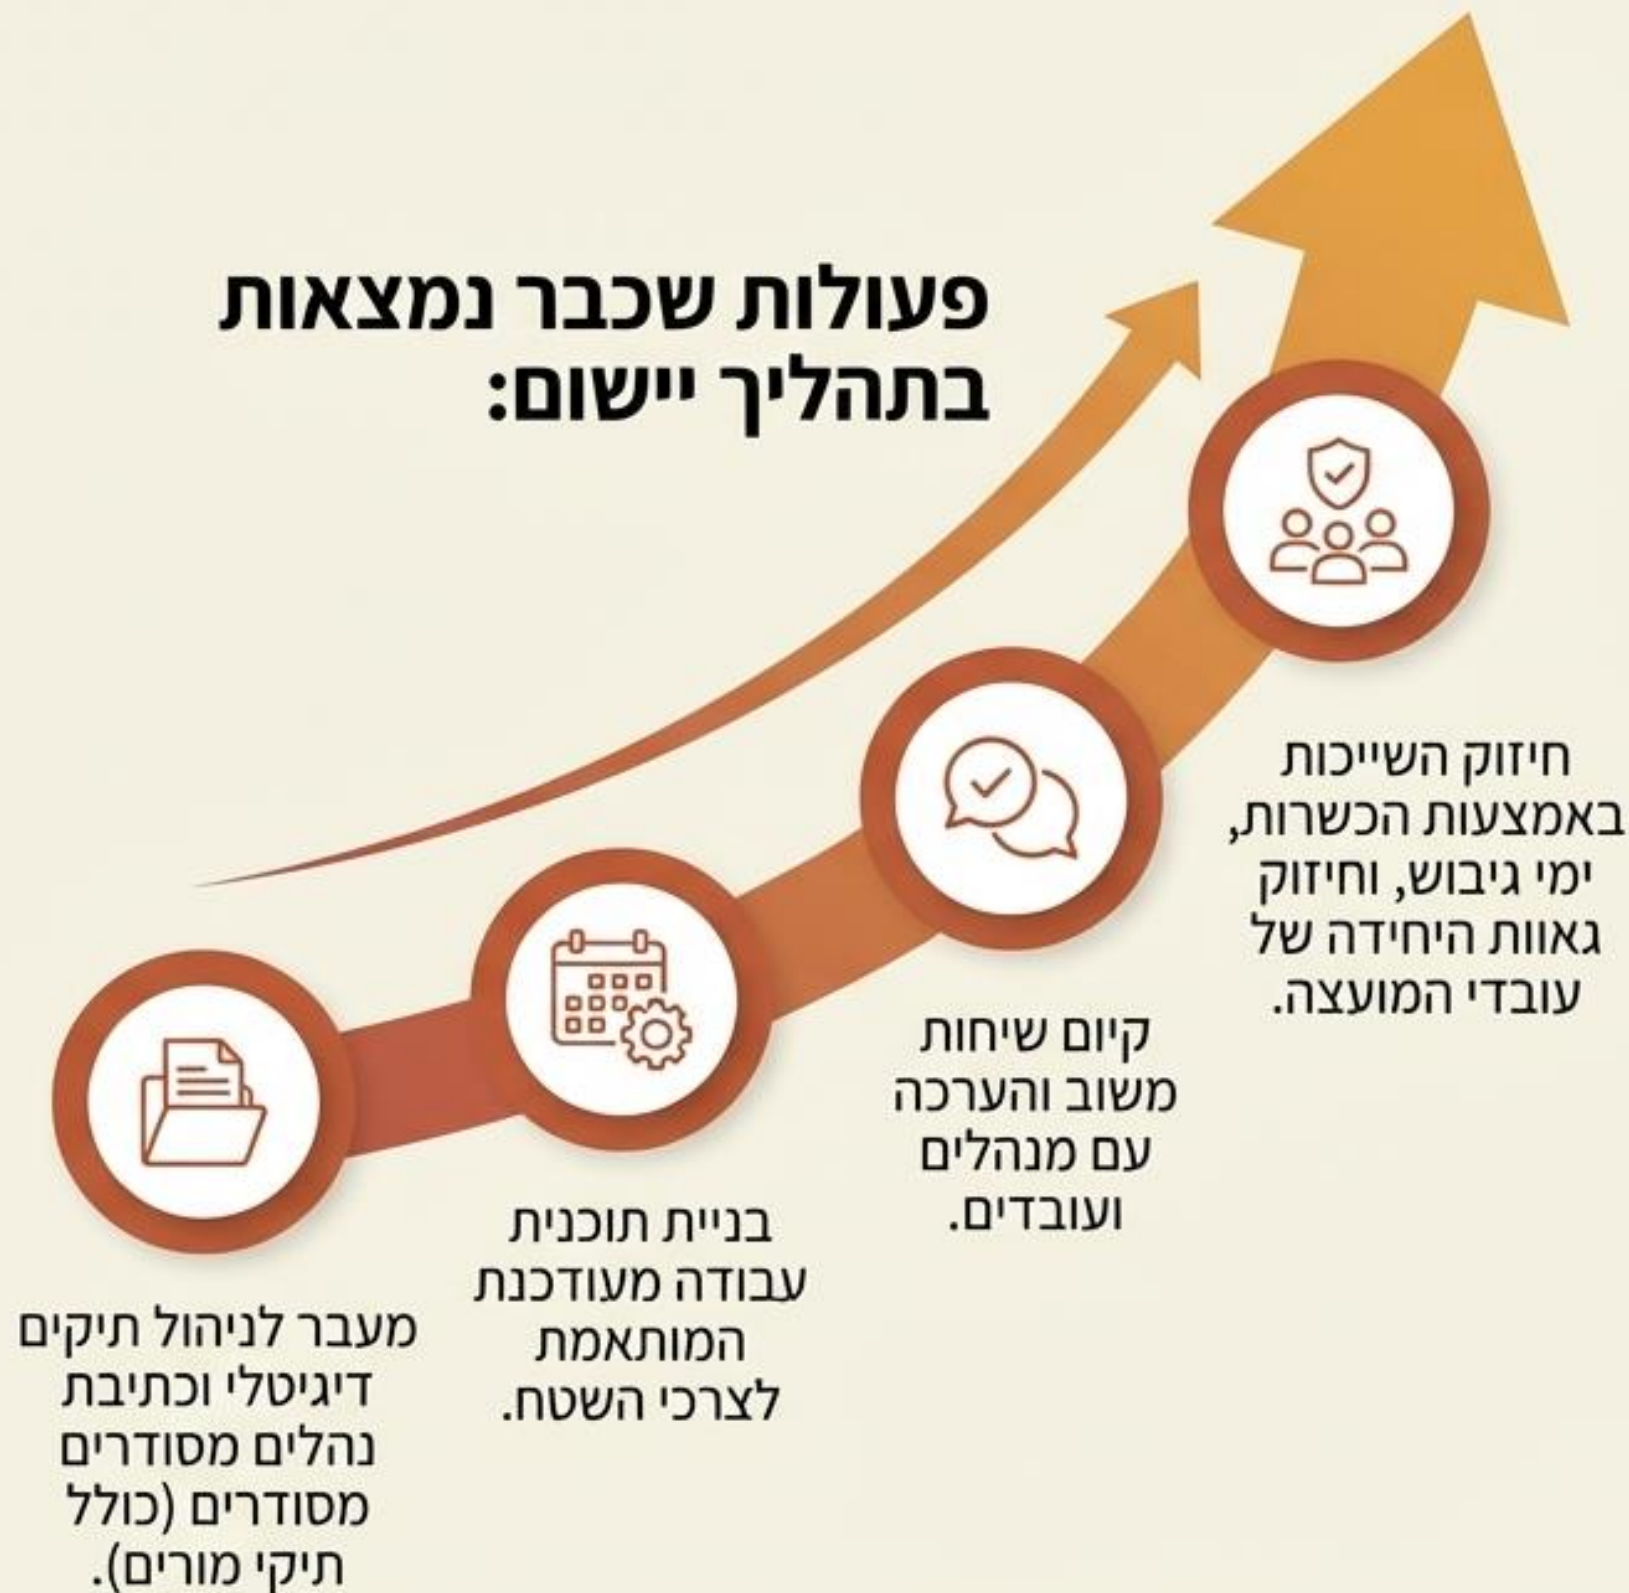 פעולות שכבר נמצאות
בתהליך יישום:
חיזוק השייכות
באמצעות הכשרות,
ימי גיבוש, וחיזוק
גאוות היחידה של
עובדי המועצה.
קיום שיחות
משוב והערכה
עם מנהלים
ועובדים.
בניית תוכנית
עבודה מעודכנת
המותאמת
לצרכי השטח.
מעבר לניהול תיקים
דיגיטלי וכתיבת
נהלים מסודרים
מסודרים (כולל
תיקי מורים).